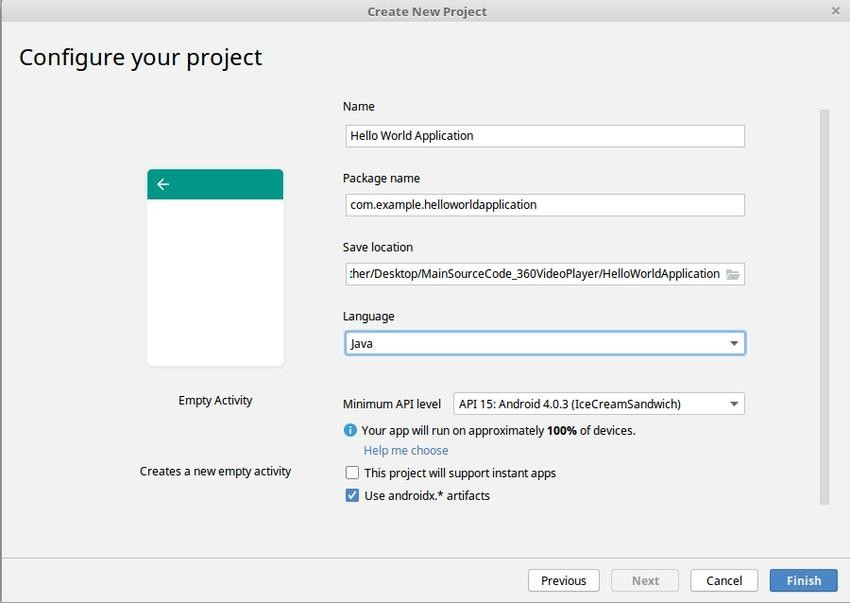 Create New Project
Configure your project
Name
Hello World Application
Package name
com.example.helloworldapplication
Save location
:her/Desktop/MainSourceCode_360VideoPlayer/HelloWorldApplication
Language
Java
Empty Activity
Minimum API level API 15: Android 4.0.3 (IceCreamSandwich)
Your app will run on approximately 100% of devices.
Help me choose
Creates a new empty activity
This project will support instant apps
Use androidx.* artifacts
Previous Next Cancel Finish